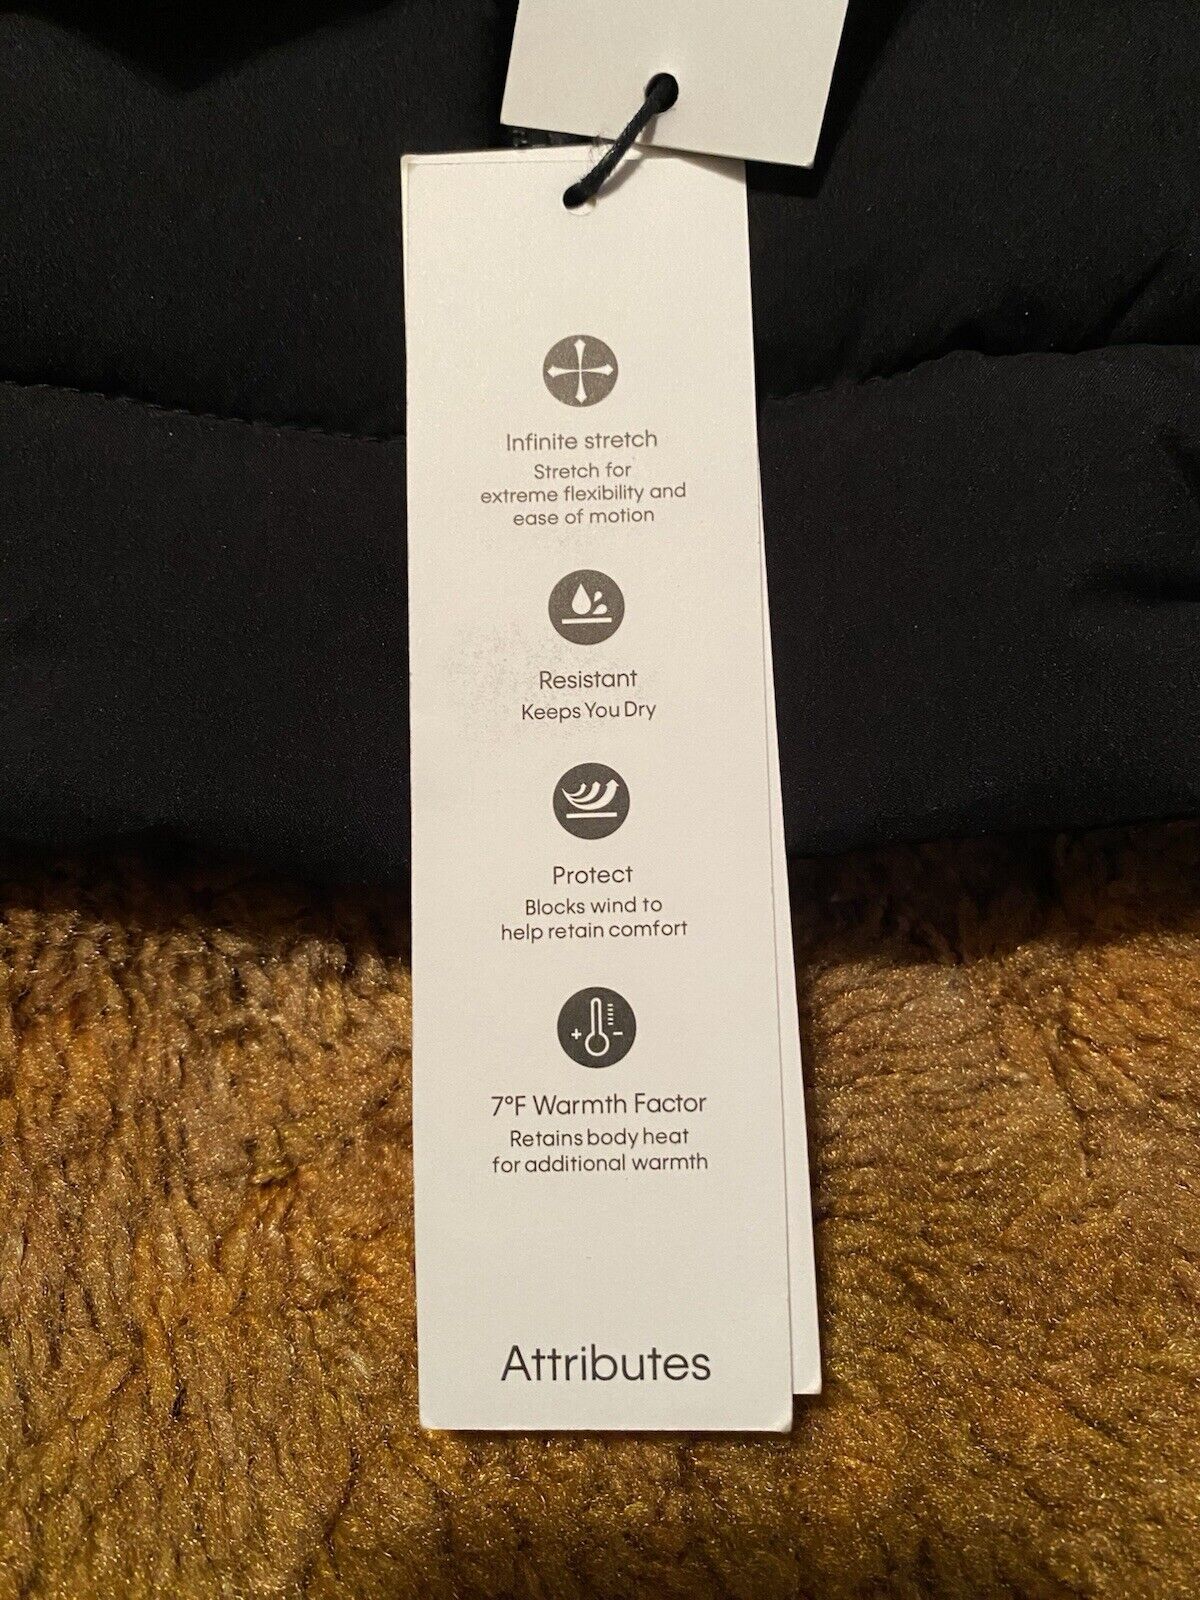 Infinite stretch
Stretch for
extreme flexibility and
ease of motion
Resistant
Keeps You Dry
Protect
Blocks wind to
help retain comfort
7°F Warmth Factor
Retains body heat
for additional warmth
Attributes